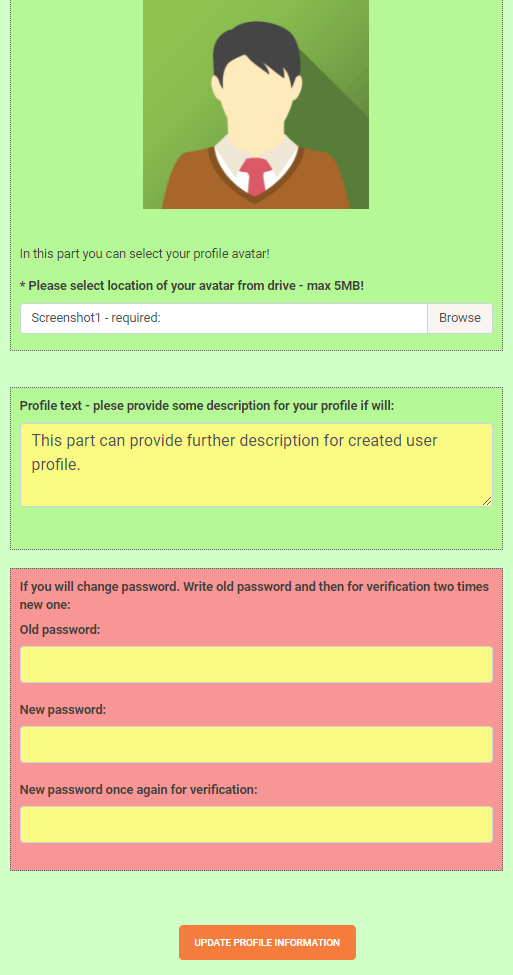 In this part you can select your profile avatar!
* Please select location of your avatar from drive - max 5MB!
Screenshot1 - required:
Browse
Profile text - plese provide some description for your profile if will:
This part can provide further description for created user
profile.
If you will change password. Write old password and then for verification two times
new one:
Old password:
New password:
New password once again for verification:
UPDATE PROFILE INFORMATION